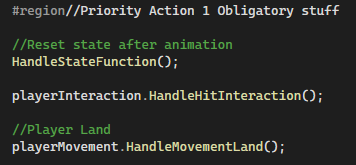 #region//Priority Action 1 Obligatory stuff
//Reset state after animation
HandleStateFunction();
playerInteraction.HandleHitInteraction();
//Player Land
playerMovement.HandleMovementLand();